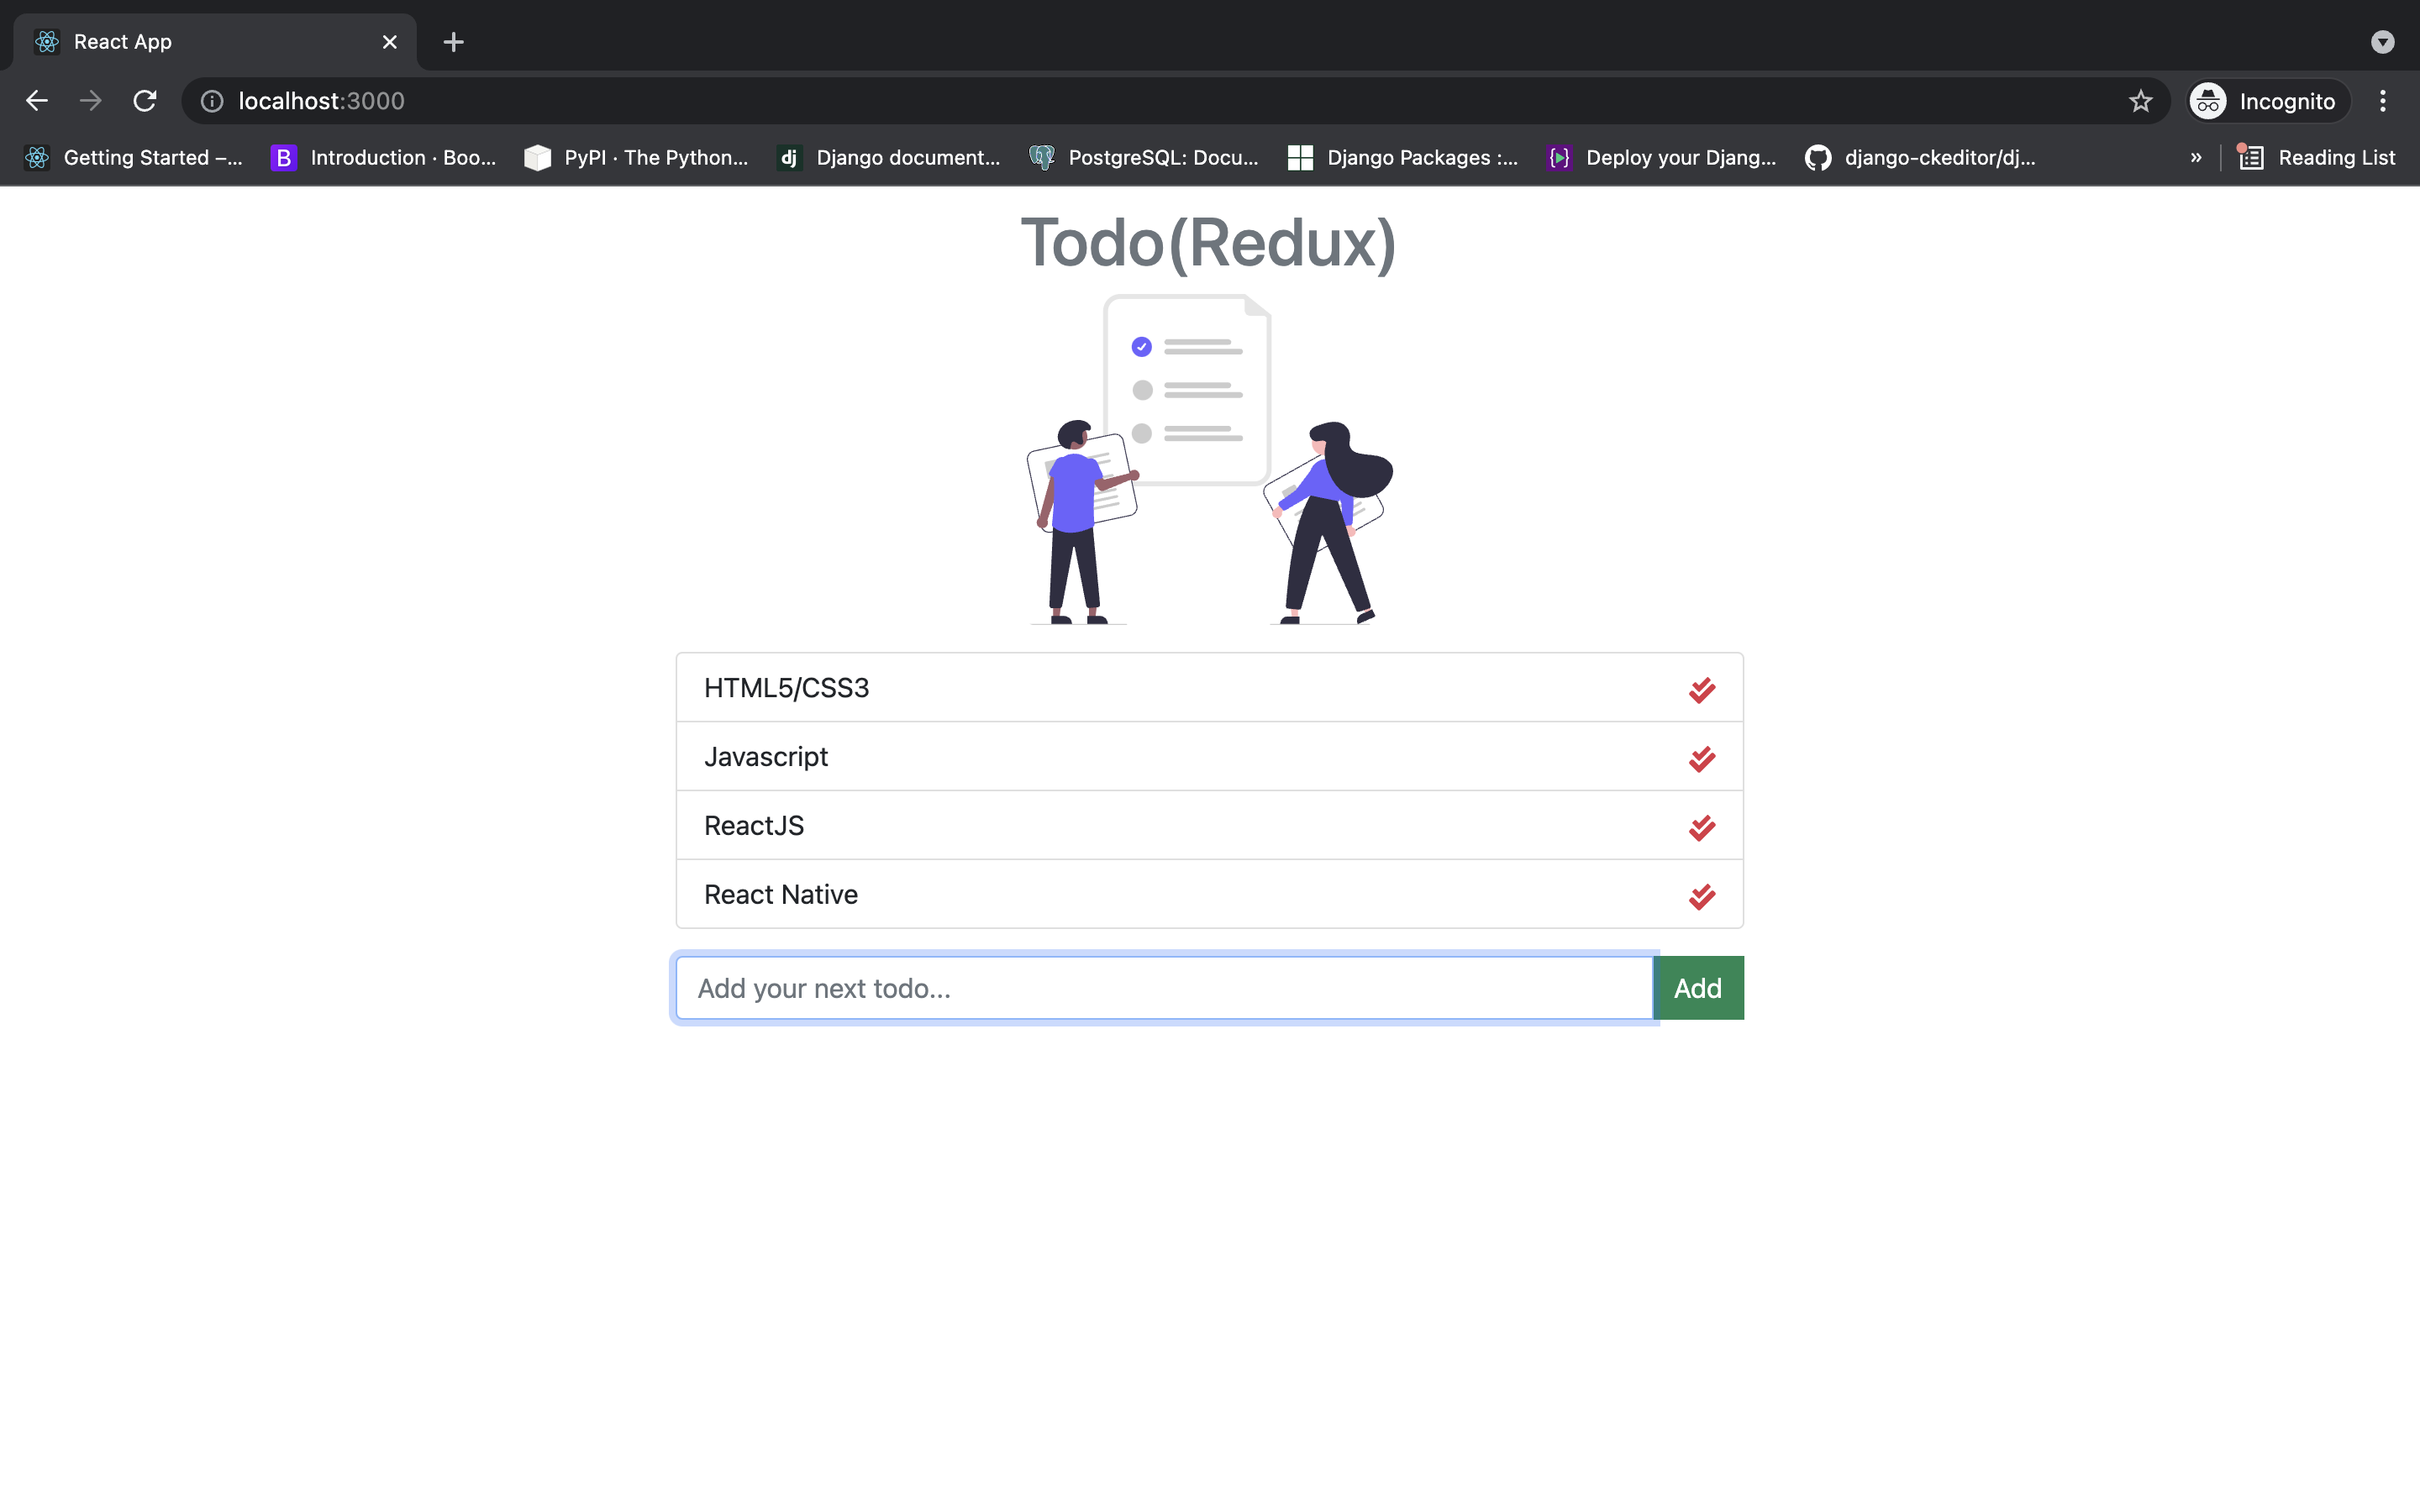 React App
localhost:3000
Incognito
Getting Started –...
B
Introduction · Boo...
PyPI · The Python...
dj
Django document...
PostgreSQL: Docu...
Django Packages :...
Deploy your Djang...
django-ckeditor/dj...
»
Reading List
Todo(Redux)
HTML5/CSS3
Javascript
ReactJS
React Native
Add your next todo...
Add